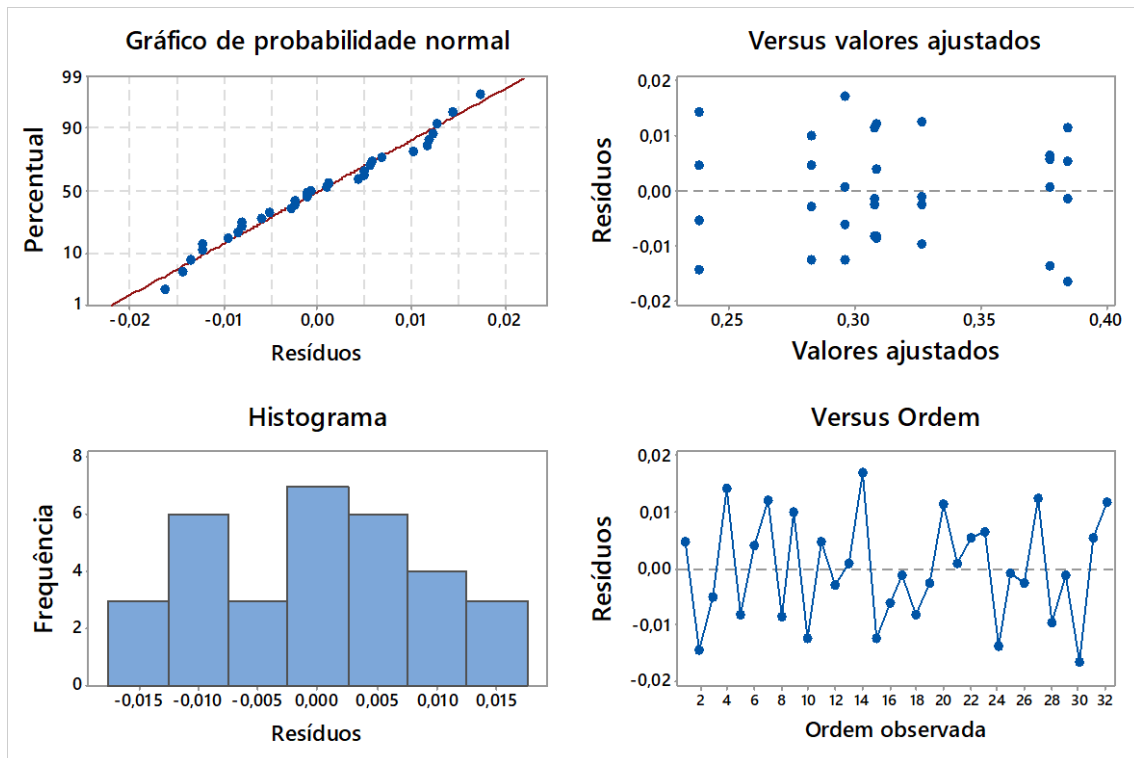 Gráfico de probabilidade normal
Percentual
99
90
50
10
1
-0,02 -0,01 0,00 0,01 0,02
Resíduos
Versus valores ajustados
Resíduos
0,02
0,010
0,00
-0,01
-0,02
0,25 0,30 0,35 0,40
Valores ajustados
Histograma
Frequência
8
6
4
2
0
-0,015 -0,010 -0,005 0,000 0,005 0,010 0,015
Resíduos
Versus Ordem
Resíduos
0,02
0,01
0,00
-0,01
-0,02
2 4 6 8 10 12 14 16 18 20 22 24 26 28 30 32
Ordem observada